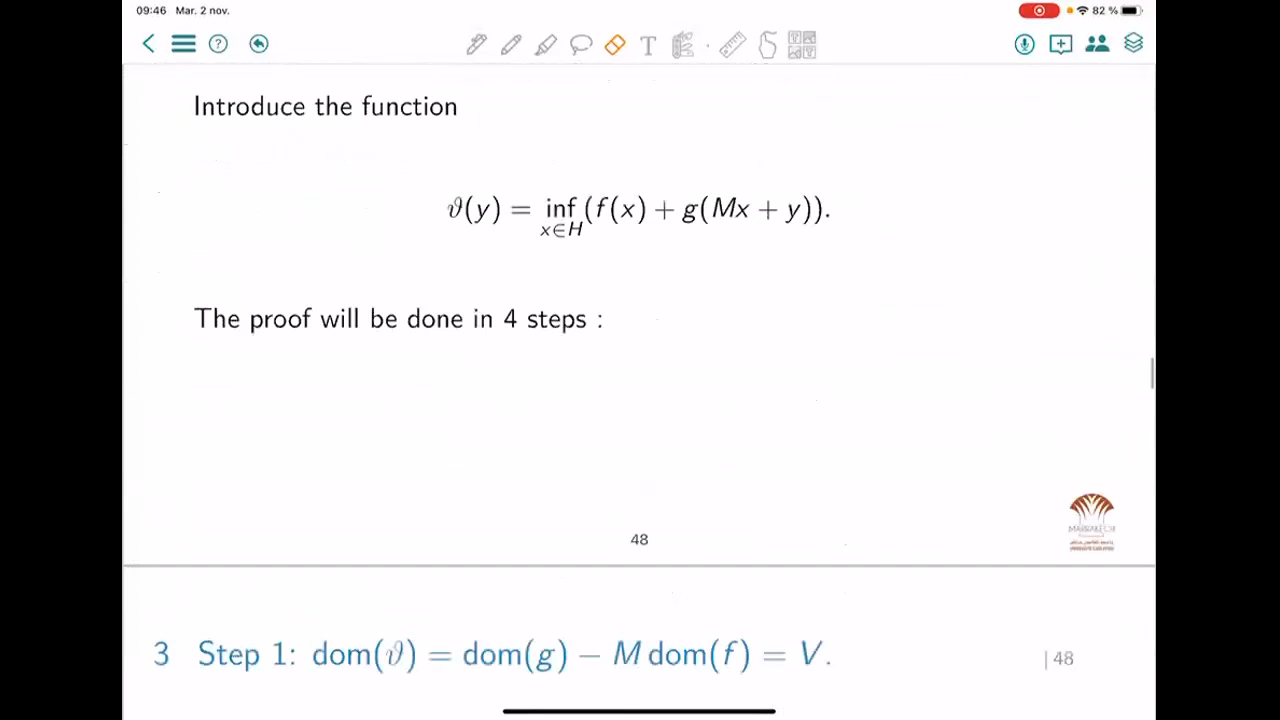 09:46 Mar. 2 nov. 82 %
Introduce the function
ϑ(y) = inf (f(x) + g(Mx + y)).
x∈H
The proof will be done in 4 steps :
48
3 Step 1: dom(ϑ) = dom(g) − M dom(f) = V. | 48